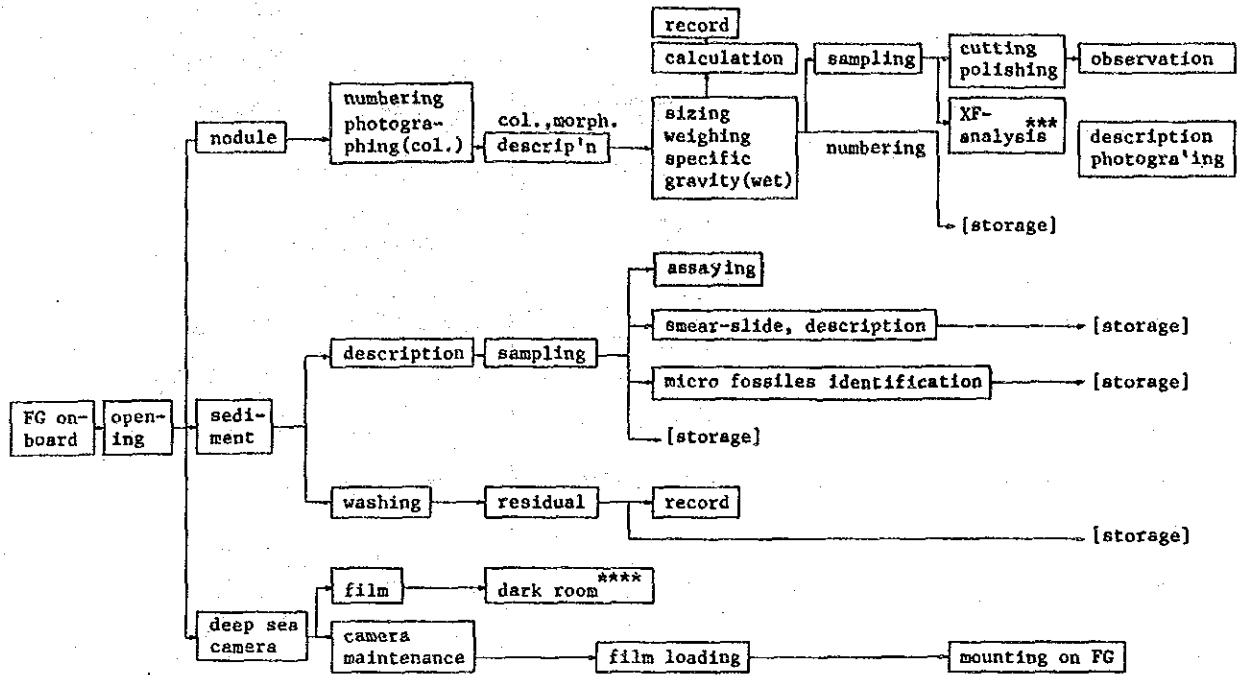 record
calculation
sampling
cutting
polishing
observation
numbering
photogra-
phing(col.)
col.,morph.
descrip'n
sizing
weighing
specific
gravity(wet)
numbering
XF-
analysis***
description
photogra'ing
nodule
[storage]
assaying
smear-slide, description
[storage]
description
sampling
micro fossiles identification
[storage]
FG on-
board
open-
ing
sedi-
ment
[storage]
washing
residual
record
[storage]
film
dark room****
deep sea
camera
camera
maintenance
film loading
mounting on FG